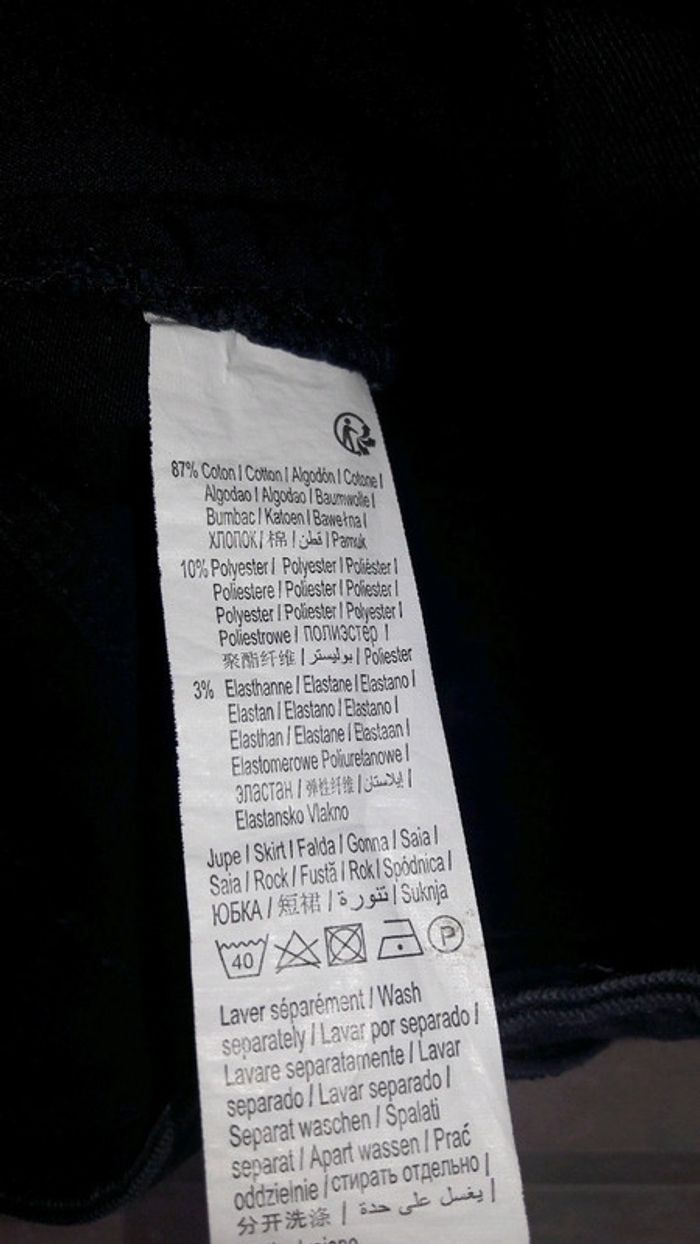 87% Coton / Cotton / Algodón / Cotone /
Algodao / Algodao / Baumwolle /
Bumbac / Katoen / Bawełna /
ХЛОПОК / 棉 / قطن / Pamuk
10% Polyester / Polyester / Poliéster /
Poliestere / Poliester / Poliester /
Polyester / Poliester / Polyester /
Poliestrowe / ПОЛИЭСТЕР /
聚酯纤维 / بوليستر / Poliester
3% Elasthanne / Elastane / Elastano /
Elastan / Elastano / Elastano /
Elasthan / Elastane / Elastaan /
Elastomerowe Poliuretanowe /
ЭЛАСТАН / 弹性纤维 / إيلاستان /
Elastansko Vlakno
Jupe / Skirt / Falda / Gonna / Saia /
Saia / Rock / Fustă / Rok / Spódnica /
ЮБКА / 短裙 / تنورة / Suknja
40 P
Laver séparément / Wash
separately / Lavar por separado /
Lavare separatamente / Lavar
separado / Lavar separado /
Separat waschen / Spalati
separat / Apart wassen / Prać
oddzielnie / стирать отдельно /
分开洗涤 / يغسل على حدة /